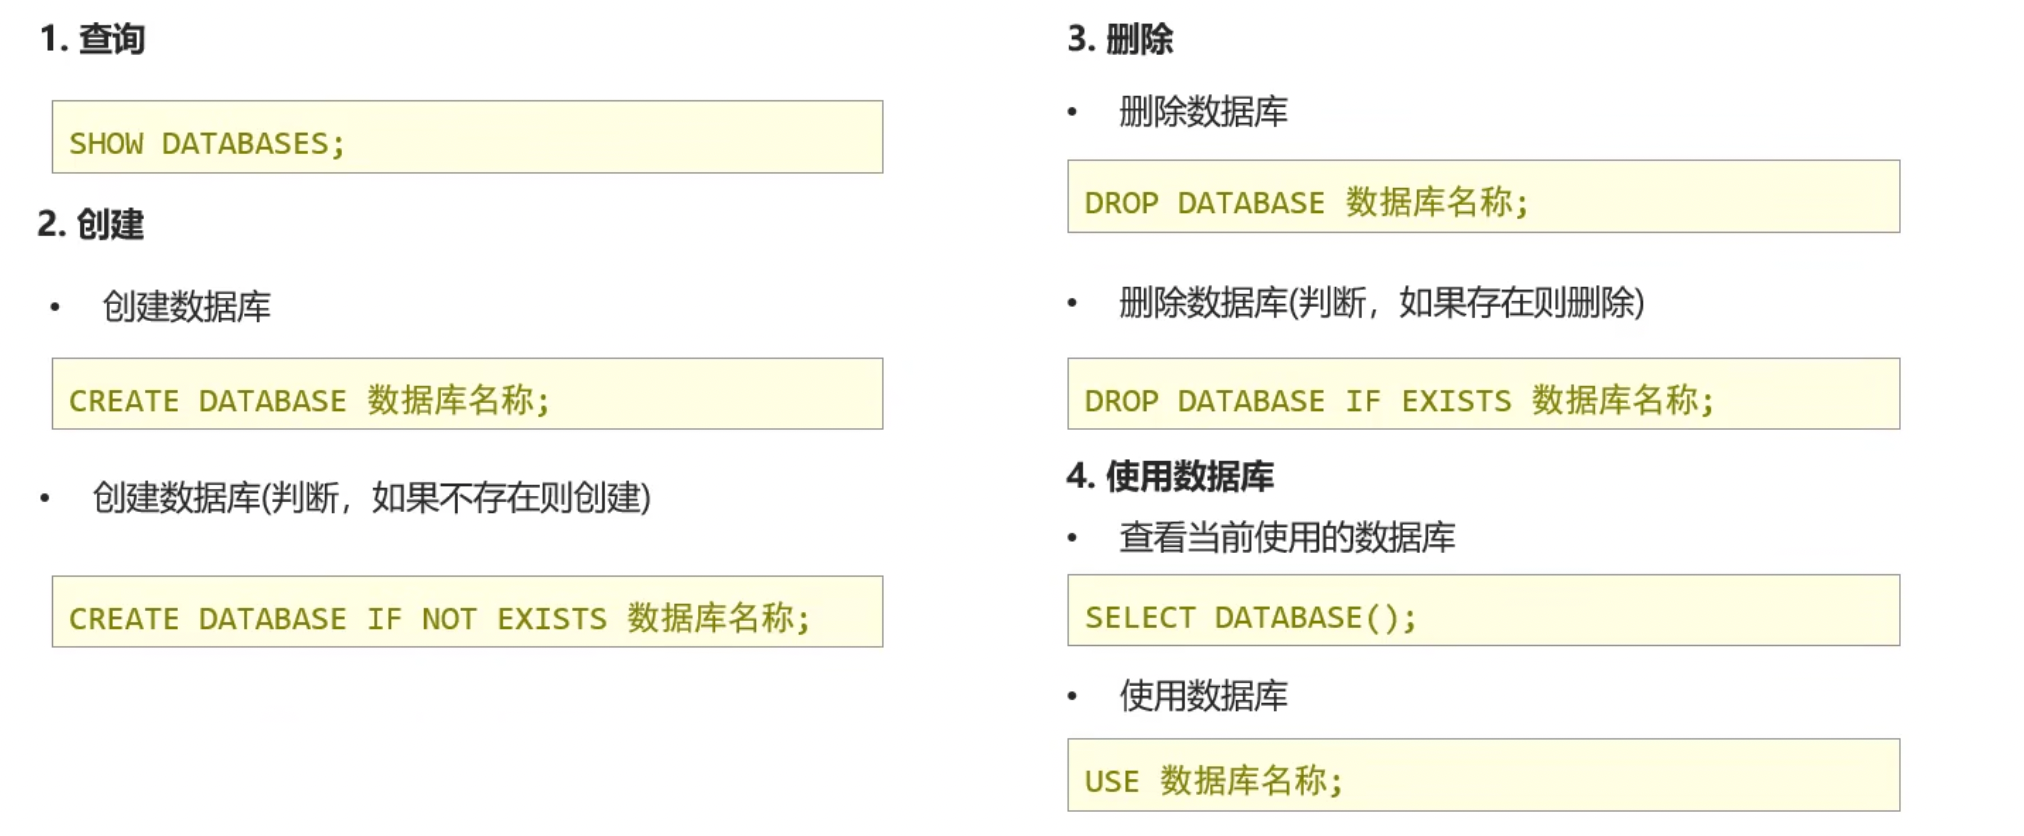 1. 查询
SHOW DATABASES;
2. 创建
• 创建数据库
CREATE DATABASE 数据库名称;
• 创建数据库(判断，如果不存在则创建)
CREATE DATABASE IF NOT EXISTS 数据库名称;
3. 删除
• 删除数据库
DROP DATABASE 数据库名称;
• 删除数据库(判断，如果存在则删除)
DROP DATABASE IF EXISTS 数据库名称;
4. 使用数据库
• 查看当前使用的数据库
SELECT DATABASE();
• 使用数据库
USE 数据库名称;